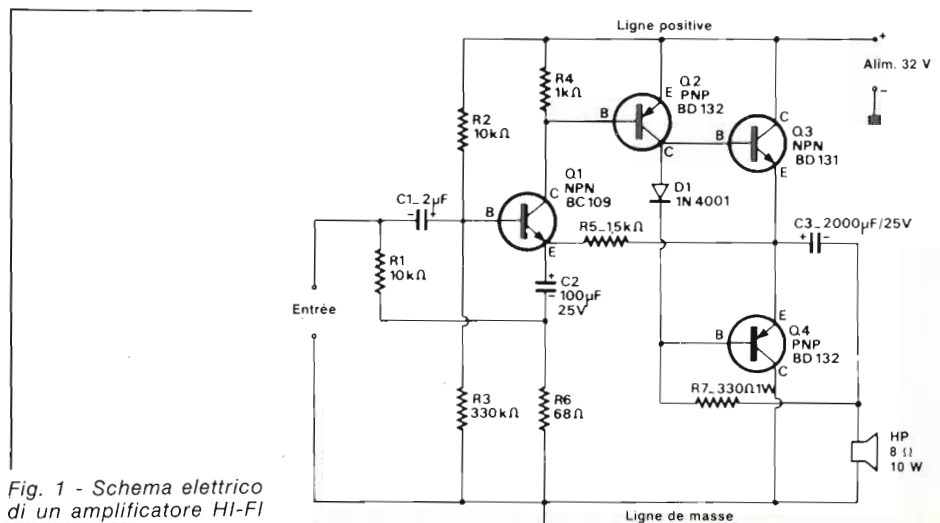 Ligne positive
+
Alim. 32 V
-
R4
1kΩ
Q2
PNP
BD 132
E
B
C
R2
10kΩ
Q3
NPN
BD 131
C
B
E
Q1
NPN
BC 109
C
B
E
C1_2µF
- +
D1
1N 4001
R5_1,5kΩ
C3_2000µF/25V
+ -
R1
10kΩ
Entrée
+
C2
- 100µF
25V
Q4
PNP
BD 132
E
B
C
R7_330Ω1W
R3
330kΩ
R6
68Ω
HP
8 Ω
10 W
Ligne de masse
Fig. 1 - Schema elettrico
di un amplificatore HI-FI